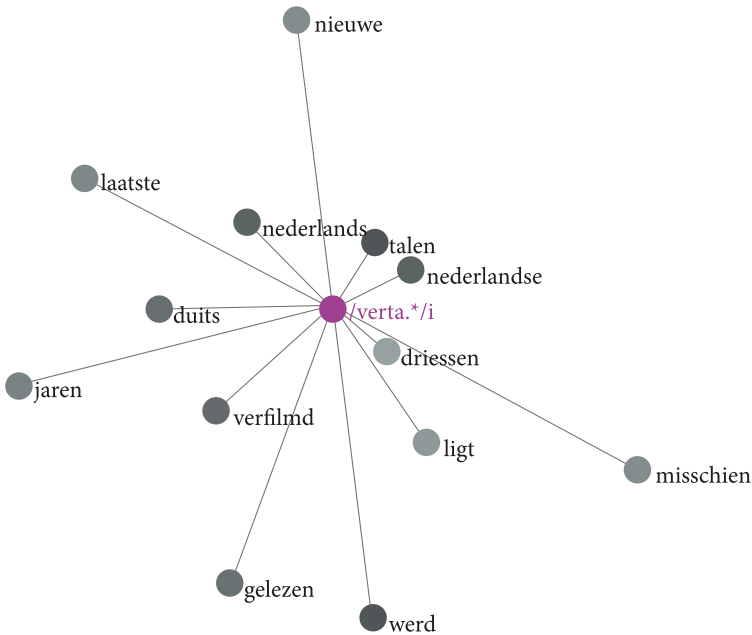 nieuwe
laatste
nederlands
talen
nederlandse
duits
/verta.*/i
driessen
jaren
verfilmd
ligt
misschien
gelezen
werd